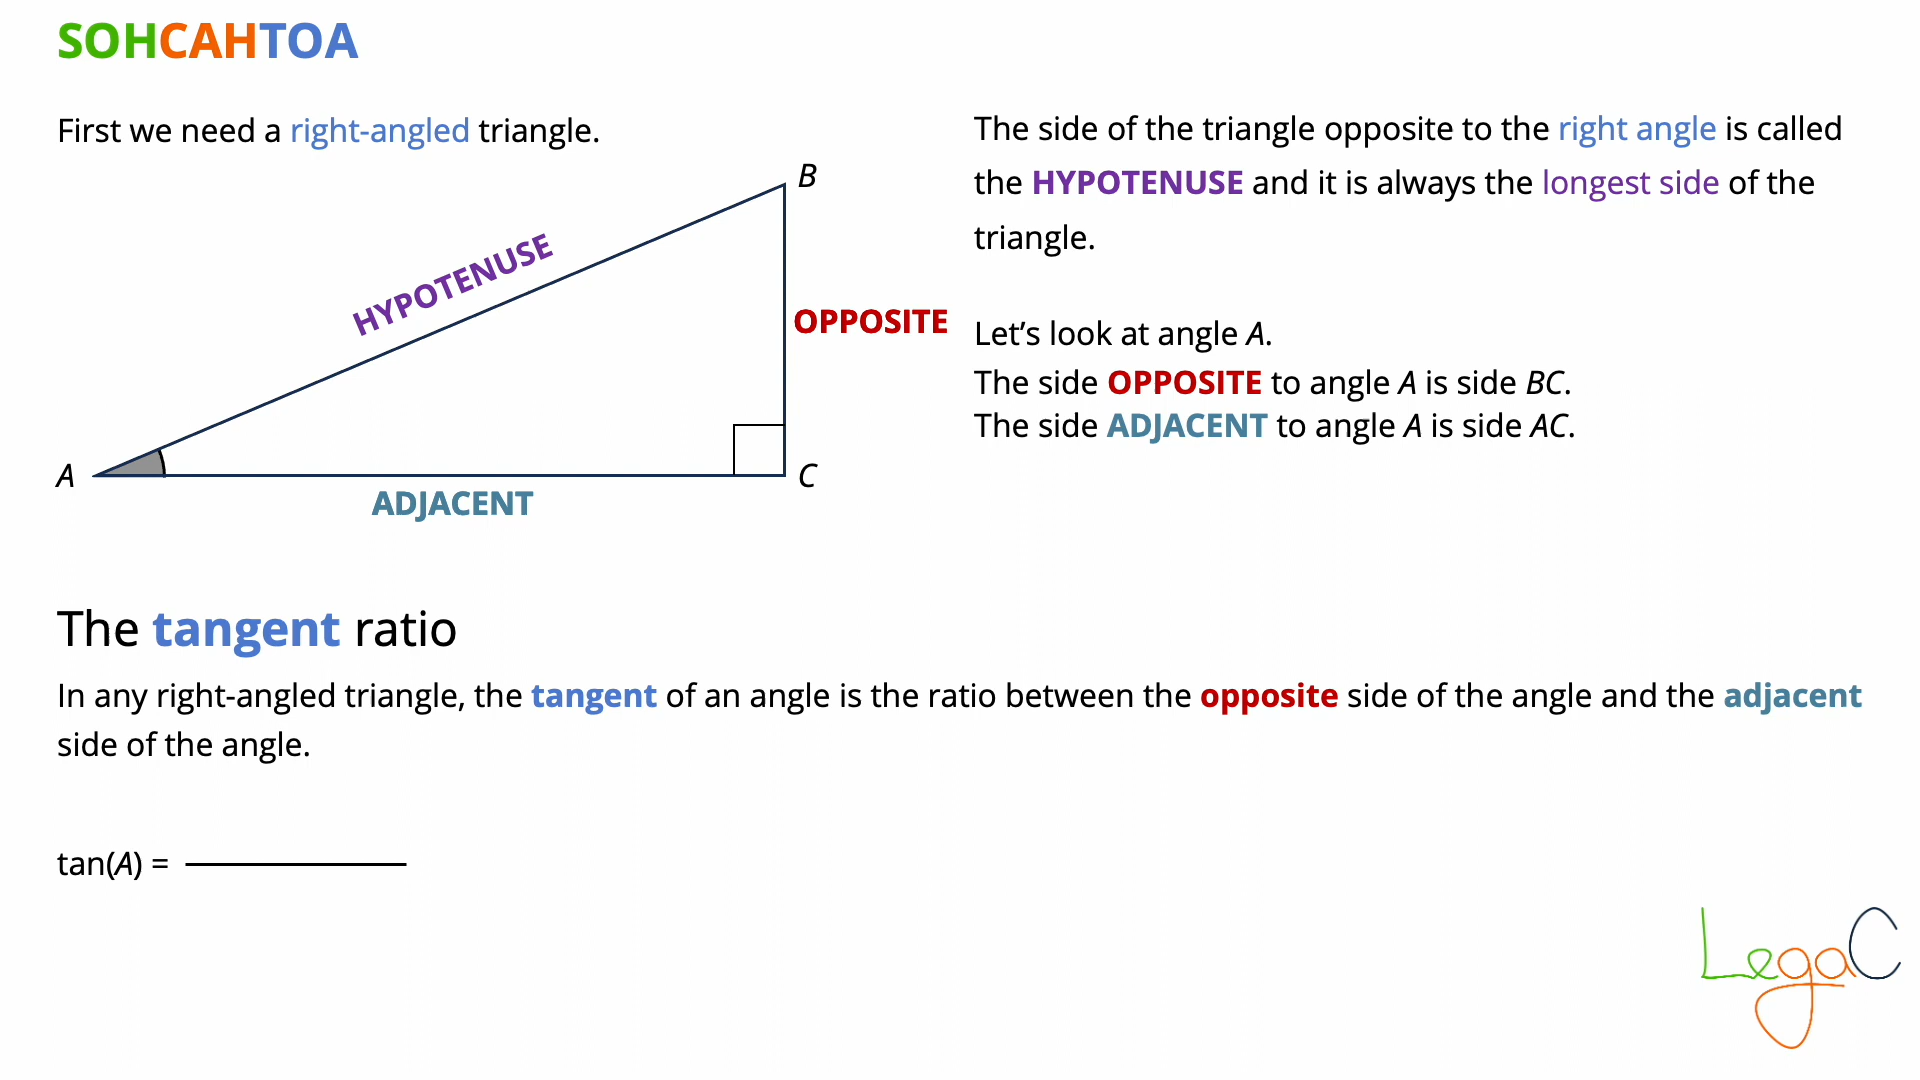 SOHCAHTOA
First we need a right-angled triangle.
B
HYPOTENUSE
OPPOSITE
A
C
ADJACENT
The side of the triangle opposite to the right angle is called
the HYPOTENUSE and it is always the longest side of the
triangle.
Let’s look at angle A.
The side OPPOSITE to angle A is side BC.
The side ADJACENT to angle A is side AC.
The tangent ratio
In any right-angled triangle, the tangent of an angle is the ratio between the opposite side of the angle and the adjacent
side of the angle.
tan(A) =
LegaC